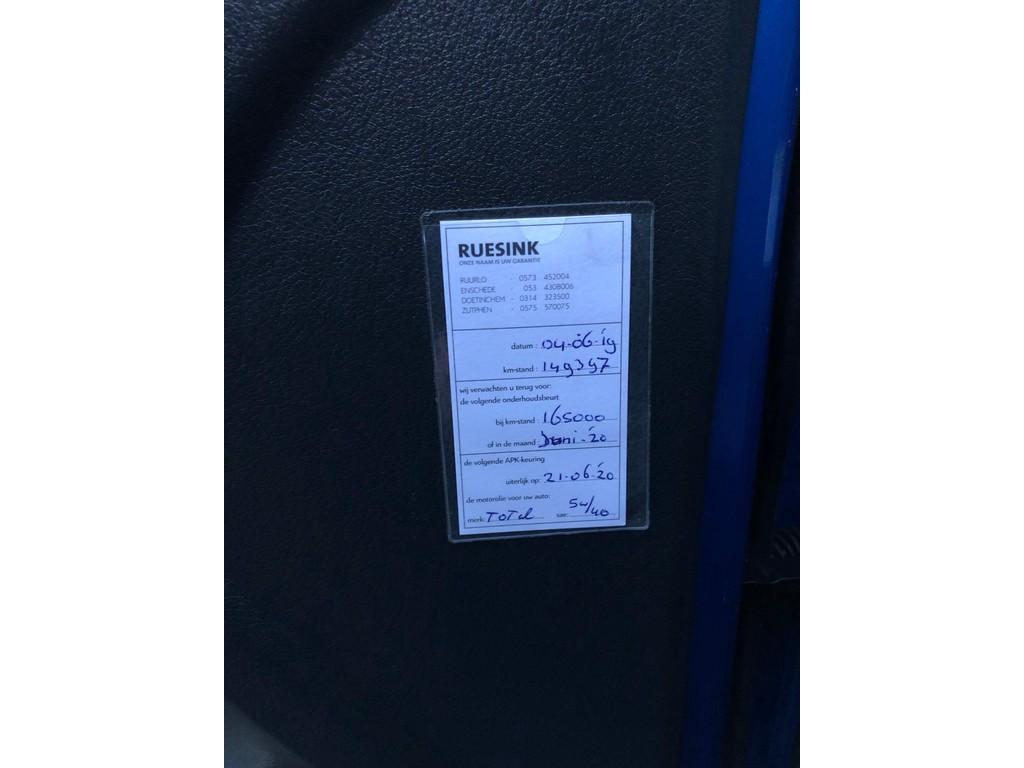 RUESINK
ONZE NAAM IS UW GARANTIE
RUURLO - 0573 452004
ENSCHEDE - 053 4308006
DOETINCHEM - 0314 323500
ZUTPHEN - 0575 570075
datum: 04-06-'19
km-stand: 149397
wij verwachten u terug voor:
de volgende onderhoudsbeurt
bij km-stand: 165000
of in de maand: Juni-'20
de volgende APK-keuring
uiterlijk op: 21-06-'20
de motorolie voor uw auto:
merk: TOTAL sae: 5w/40